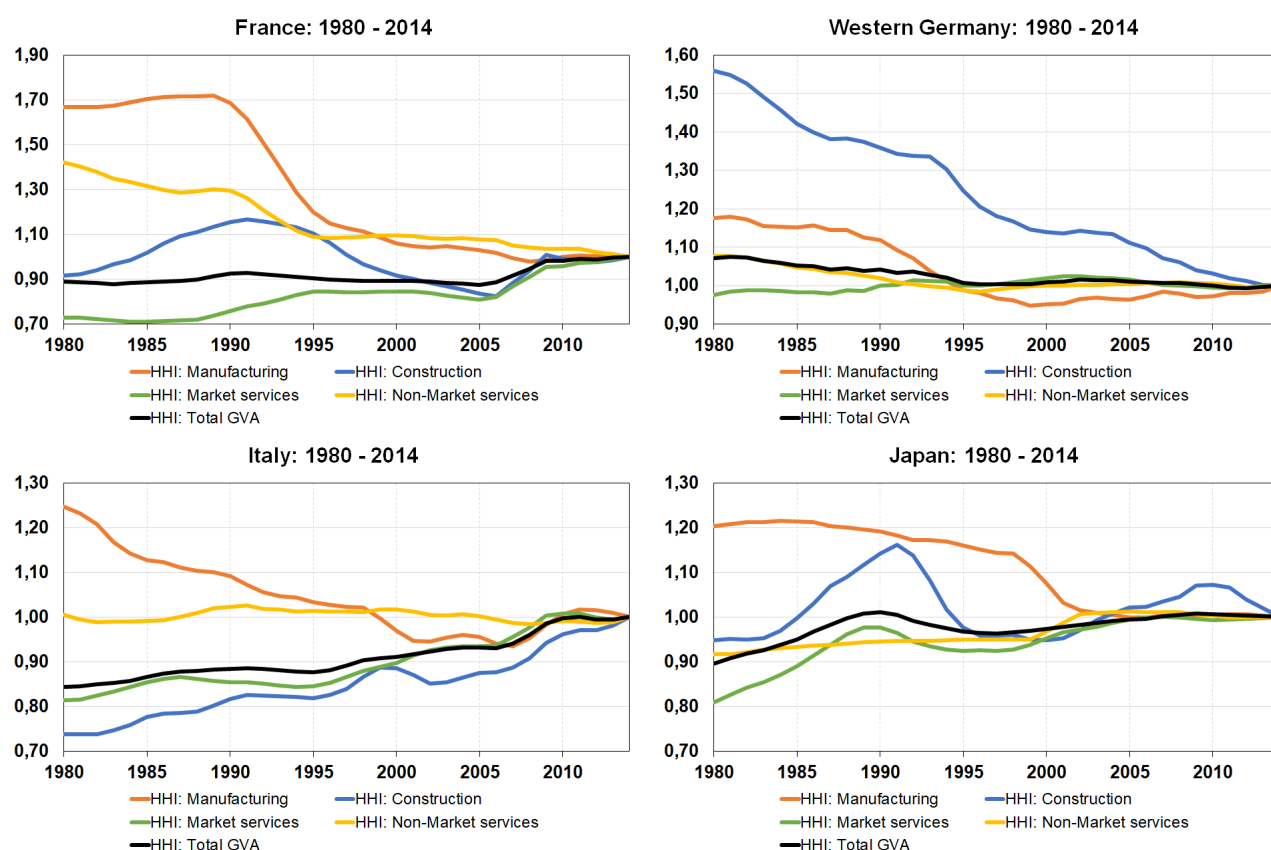 France: 1980 - 2014
1,90
1,70
1,50
1,30
1,10
0,90
0,70
1980 1985 1990 1995 2000 2005 2010
HHI: Manufacturing HHI: Construction
HHI: Market services HHI: Non-Market services
HHI: Total GVA
Western Germany: 1980 - 2014
1,60
1,50
1,40
1,30
1,20
1,10
1,00
0,90
1980 1985 1990 1995 2000 2005 2010
HHI: Manufacturing HHI: Construction
HHI: Market services HHI: Non-Market services
HHI: Total GVA
Italy: 1980 - 2014
1,30
1,20
1,10
1,00
0,90
0,80
0,70
1980 1985 1990 1995 2000 2005 2010
HHI: Manufacturing HHI: Construction
HHI: Market services HHI: Non-Market services
HHI: Total GVA
Japan: 1980 - 2014
1,30
1,20
1,10
1,00
0,90
0,80
0,70
1980 1985 1990 1995 2000 2005 2010
HHI: Manufacturing HHI: Construction
HHI: Market services HHI: Non-Market services
HHI: Total GVA